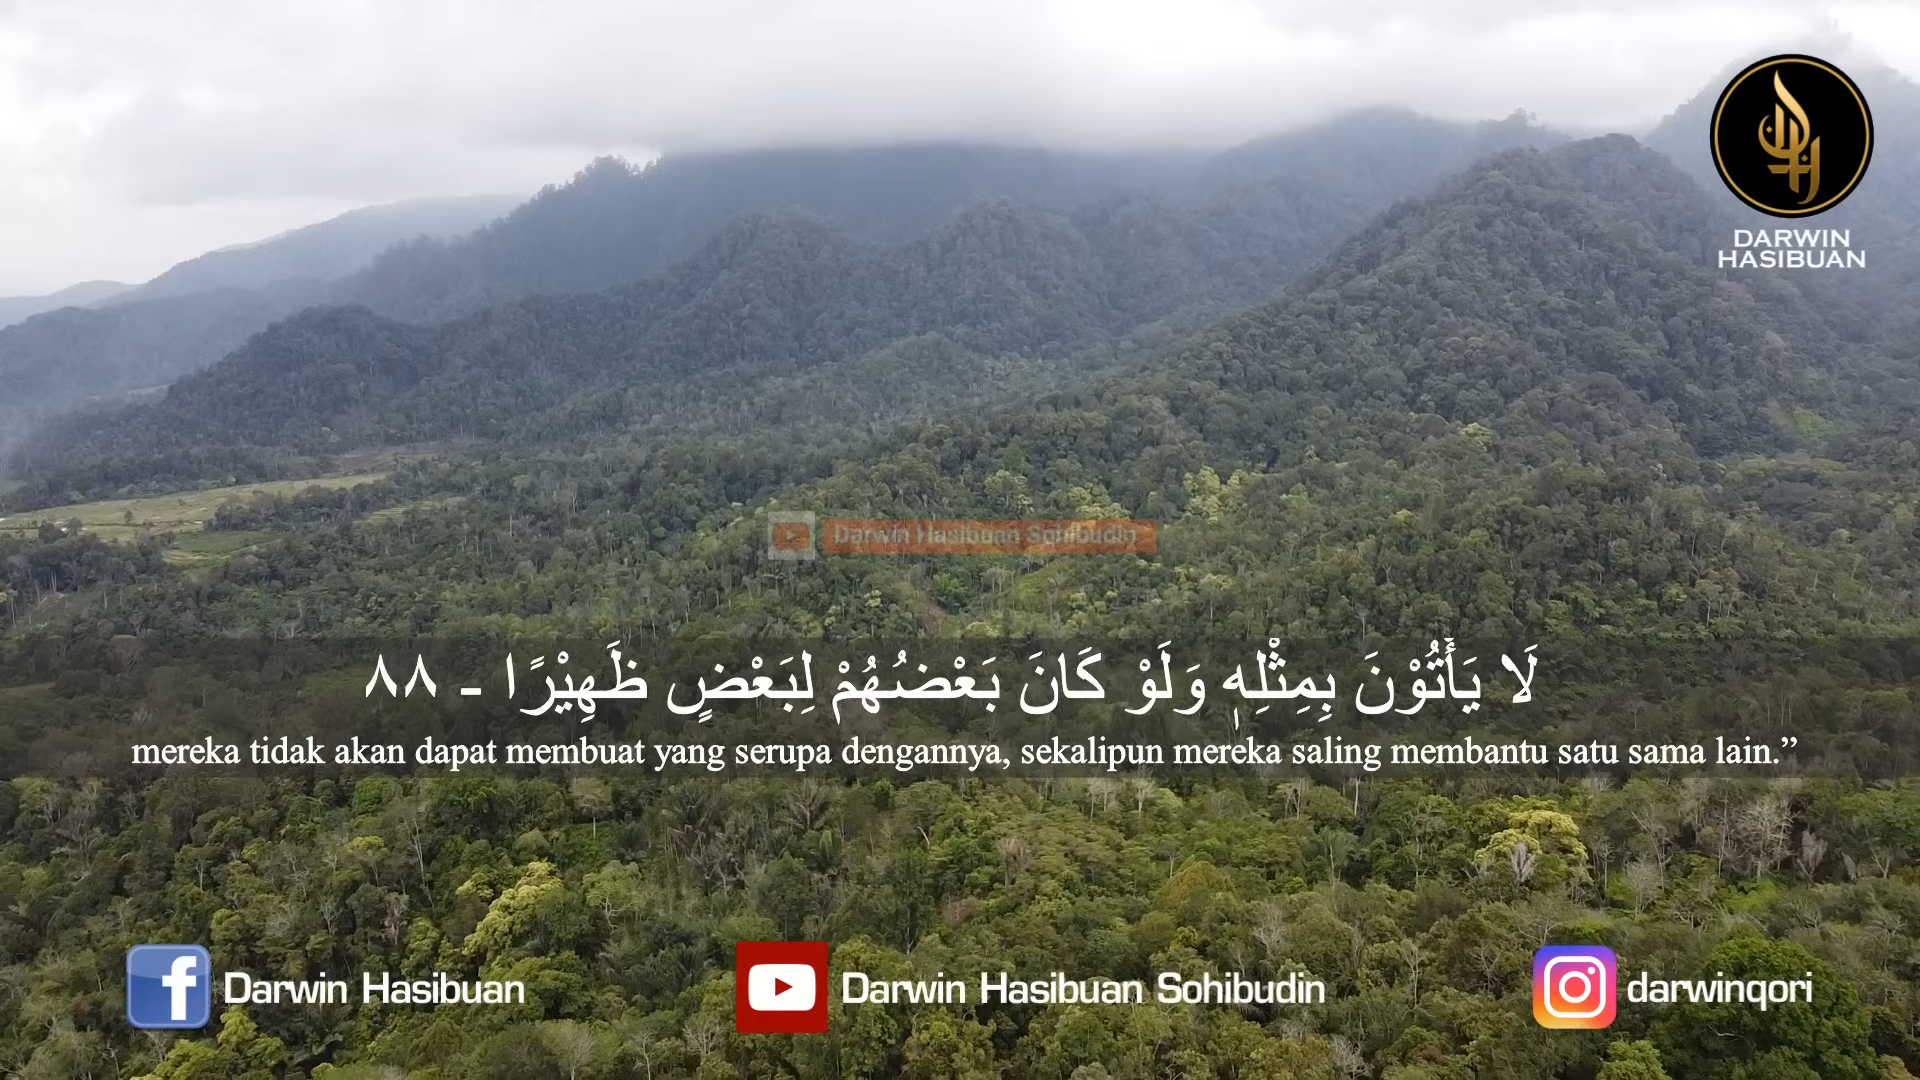 DARWIN
HASIBUAN
Darwin Hasibuan Sohibudin
لَا يَأْتُوْنَ بِمِثْلِهٖ وَلَوْ كَانَ بَعْضُهُمْ لِبَعْضٍ ظَهِيْرًا - ٨٨
mereka tidak akan dapat membuat yang serupa dengannya, sekalipun mereka saling membantu satu sama lain.”
Darwin Hasibuan
Darwin Hasibuan Sohibudin
darwinqori